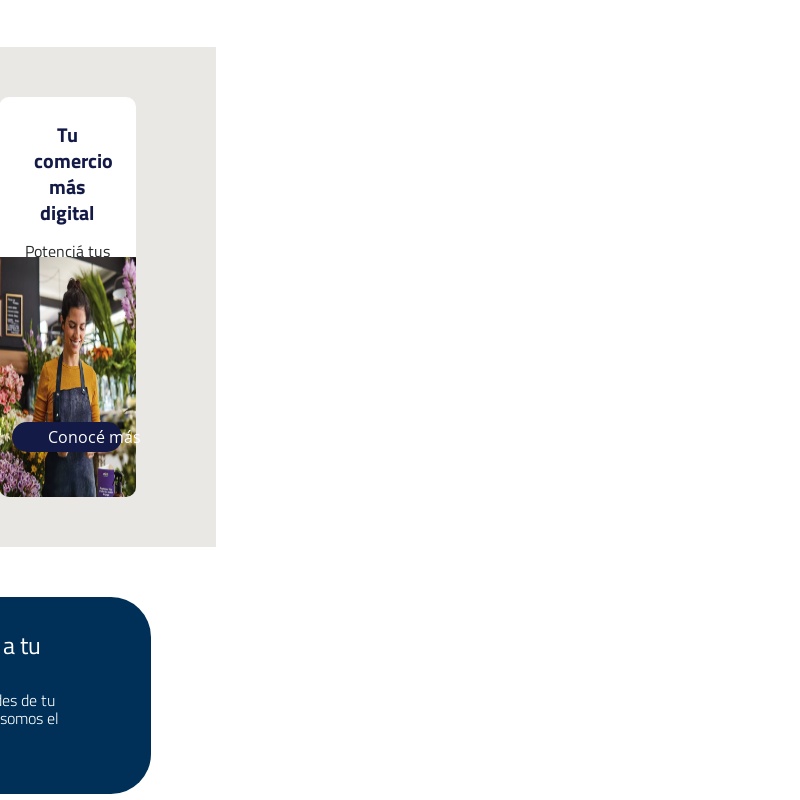 Tu
comercio
más
digital
Potenciá tus
Conocé más
a tu
des de tu
somos el